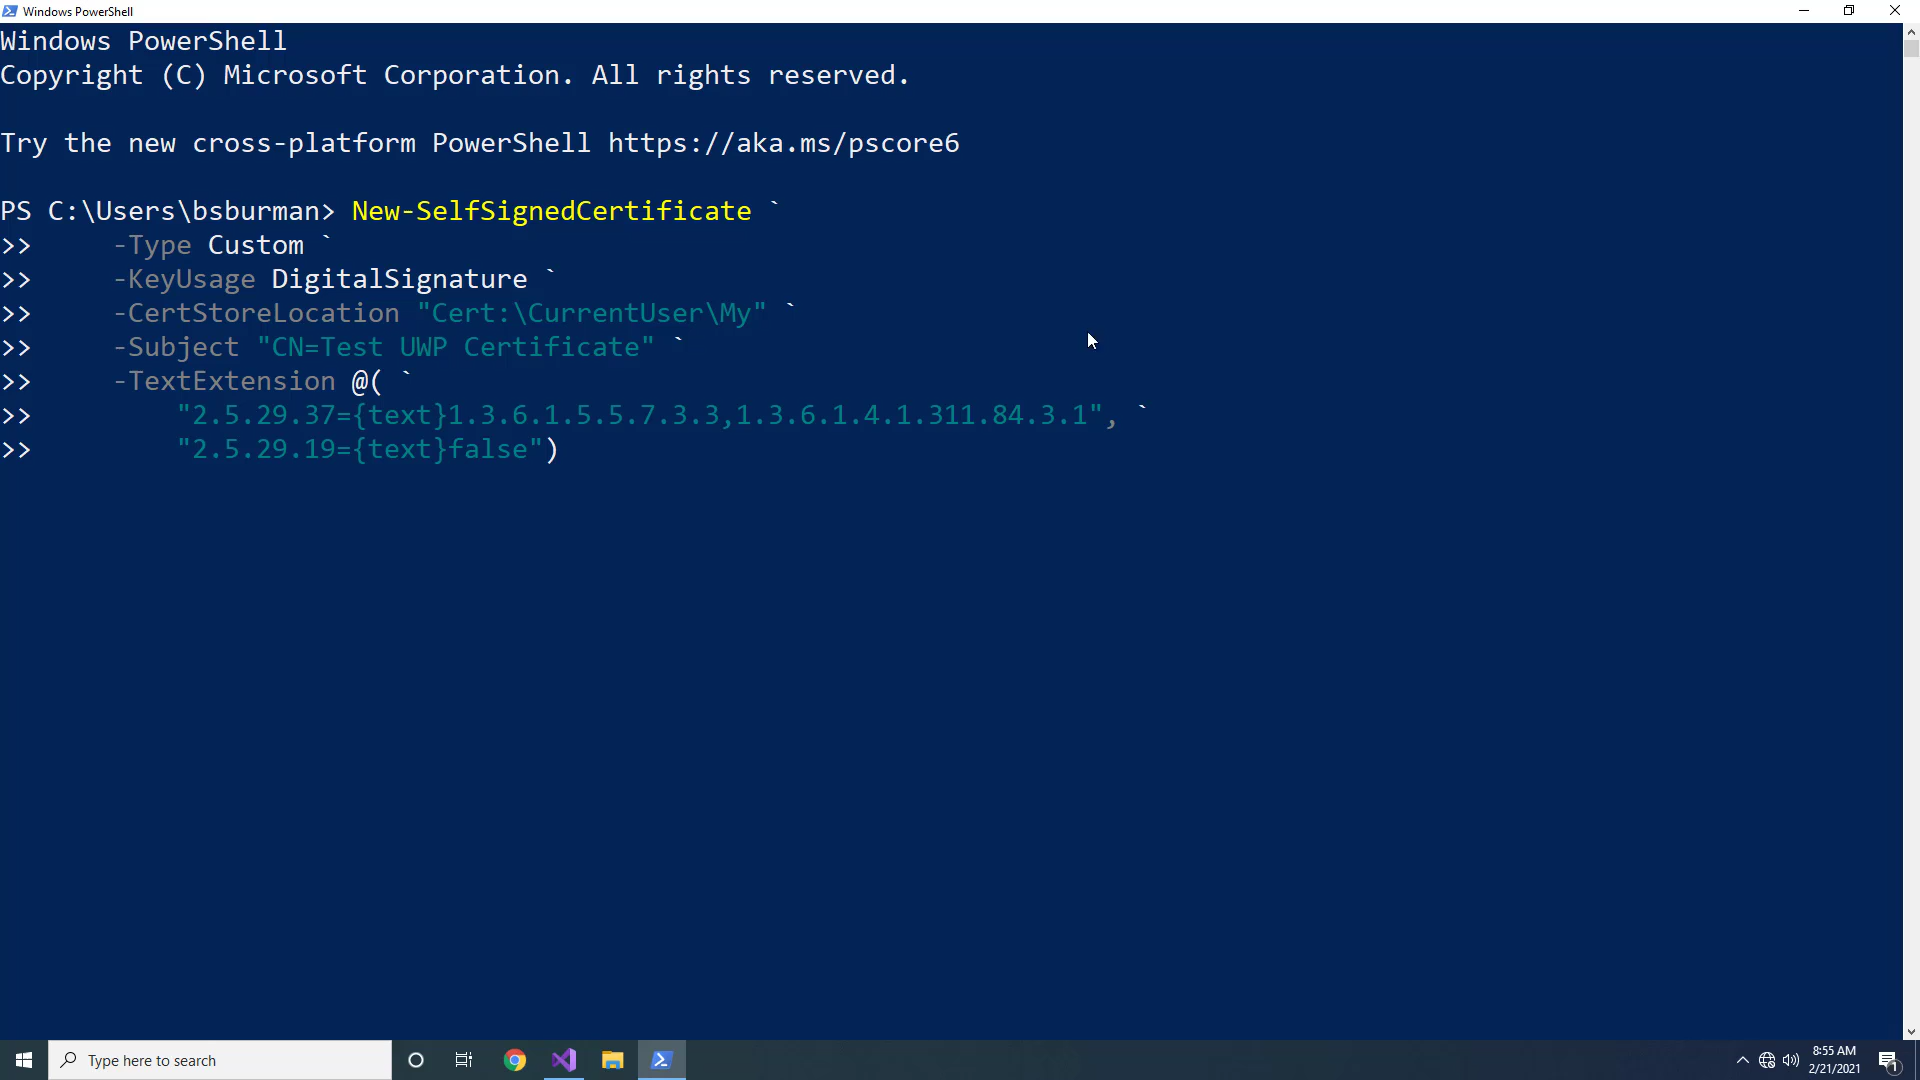 Windows PowerShell
Windows PowerShell
Copyright (C) Microsoft Corporation. All rights reserved.
Try the new cross-platform PowerShell https://aka.ms/pscore6
PS C:\Users\bsburman> New-SelfSignedCertificate `
>>     -Type Custom `
>>     -KeyUsage DigitalSignature `
>>     -CertStoreLocation "Cert:\CurrentUser\My" `
>>     -Subject "CN=Test UWP Certificate" `
>>     -TextExtension @( `
>>         "2.5.29.37={text}1.3.6.1.5.5.7.3.3,1.3.6.1.4.1.311.84.3.1", `
>>         "2.5.29.19={text}false")
Type here to search
8:55 AM
2/21/2021
1